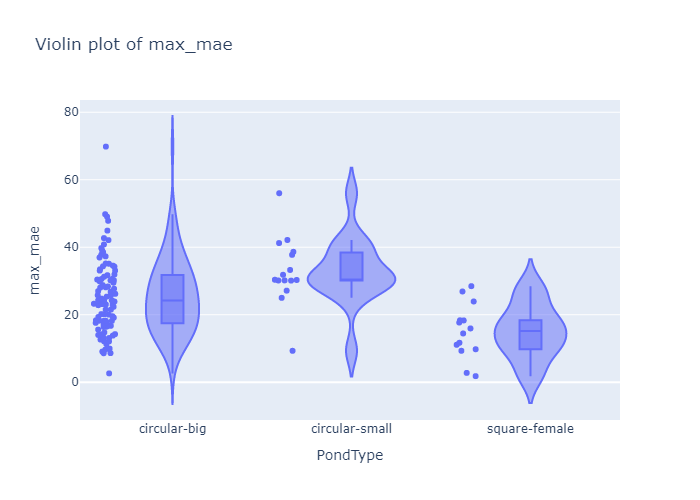 Violin plot of max_mae
80
60
40
20
0
max_mae
circular-big
circular-small
square-female
PondType